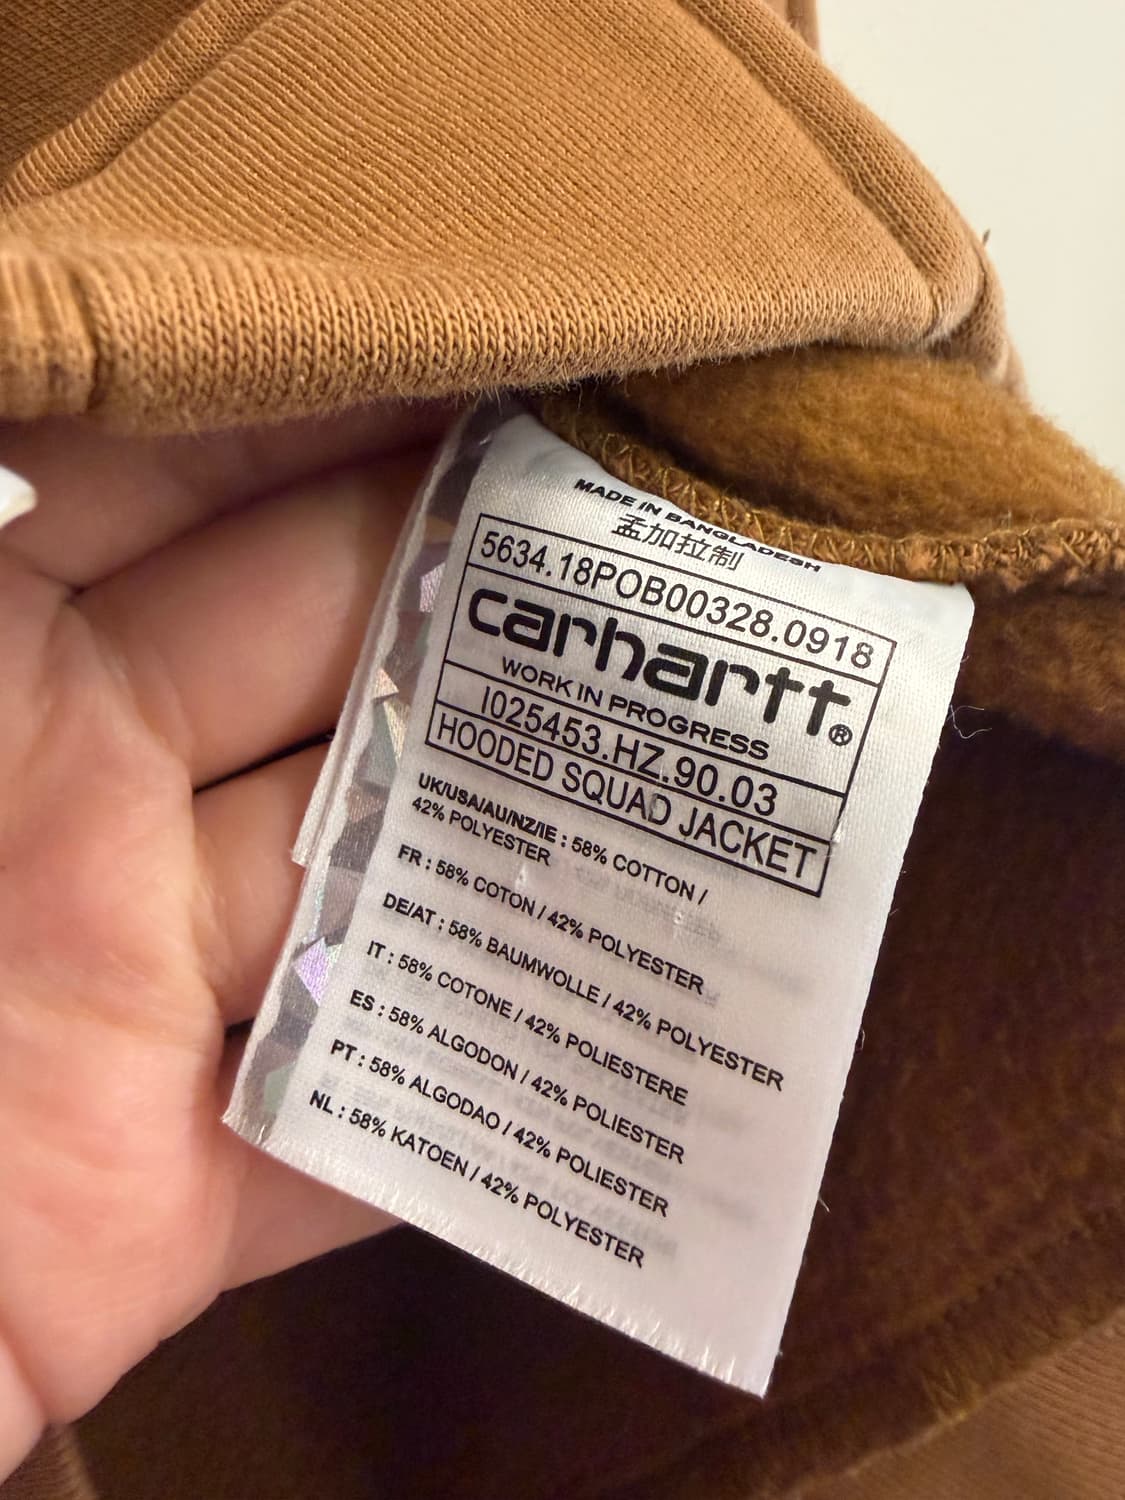 MADE IN BANGLADESH
孟加拉制
5634.18POB00328.0918
carhartt®
WORK IN PROGRESS
I025453.HZ.90.03
HOODED SQUAD JACKET
UK/USA/AU/NZ/IE : 58% COTTON /
42% POLYESTER
FR : 58% COTON / 42% POLYESTER
DE/AT : 58% BAUMWOLLE / 42% POLYESTER
IT : 58% COTONE / 42% POLIESTERE
ES : 58% ALGODON / 42% POLIESTER
PT : 58% ALGODAO / 42% POLIESTER
NL : 58% KATOEN / 42% POLYESTER